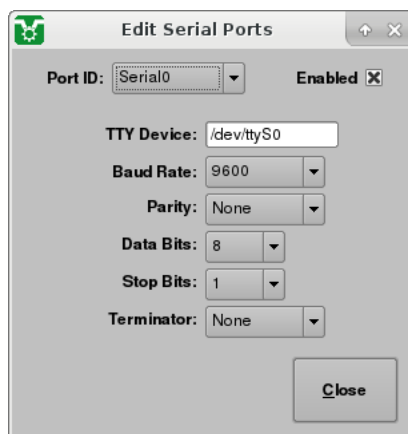 Edit Serial Ports
Port ID: Serial0 Enabled
TTY Device: /dev/ttyS0
Baud Rate: 9600
Parity: None
Data Bits: 8
Stop Bits: 1
Terminator: None
Close